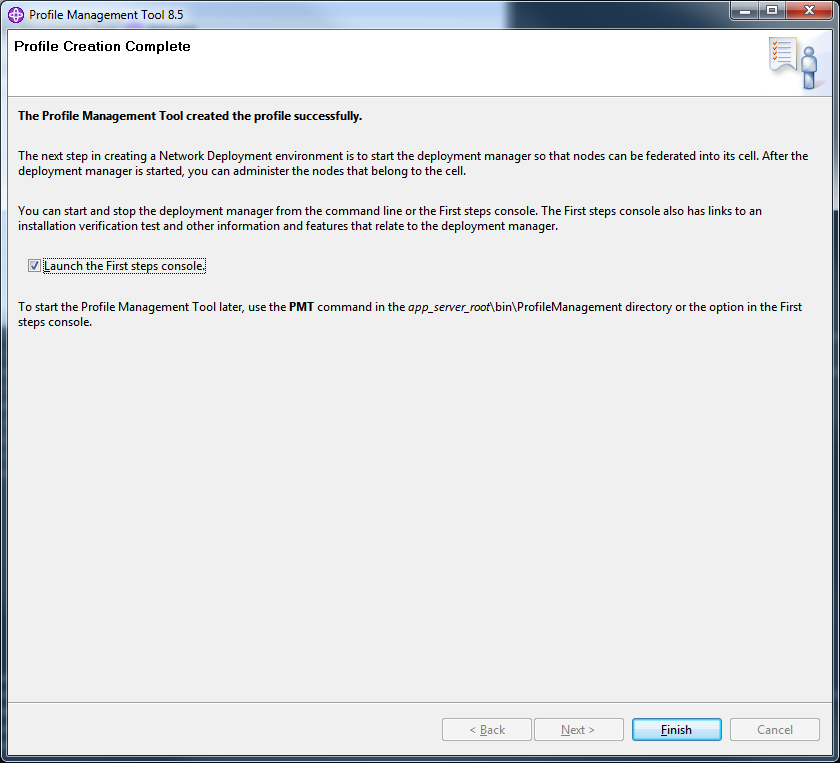 Profile Management Tool 8.5
Profile Creation Complete
The Profile Management Tool created the profile successfully.
The next step in creating a Network Deployment environment is to start the deployment manager so that nodes can be federated into its cell. After the
deployment manager is started, you can administer the nodes that belong to the cell.
You can start and stop the deployment manager from the command line or the First steps console. The First steps console also has links to an
installation verification test and other information and features that relate to the deployment manager.
Launch the First steps console.
To start the Profile Management Tool later, use the PMT command in the app_server_root\bin\ProfileManagement directory or the option in the First
steps console.
< Back Next > Finish Cancel